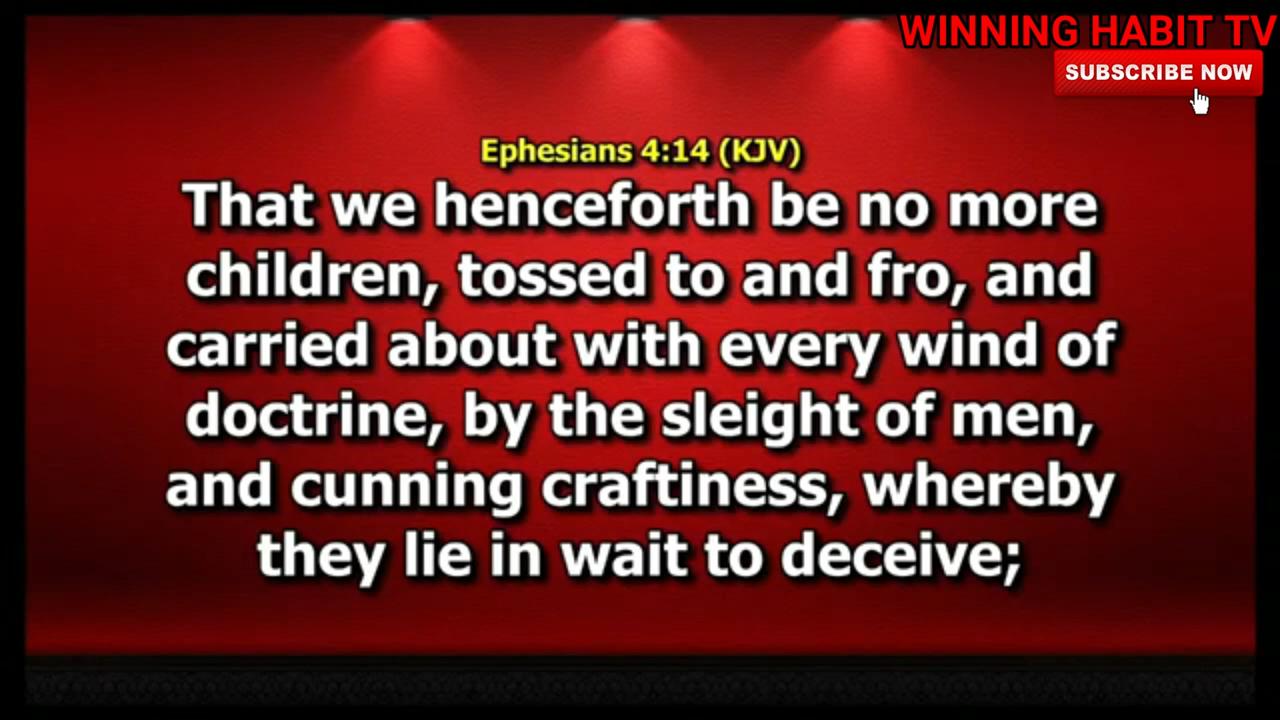 WINNING HABIT TV
SUBSCRIBE NOW
Ephesians 4:14 (KJV)
That we henceforth be no more
children, tossed to and fro, and
carried about with every wind of
doctrine, by the sleight of men,
and cunning craftiness, whereby
they lie in wait to deceive;